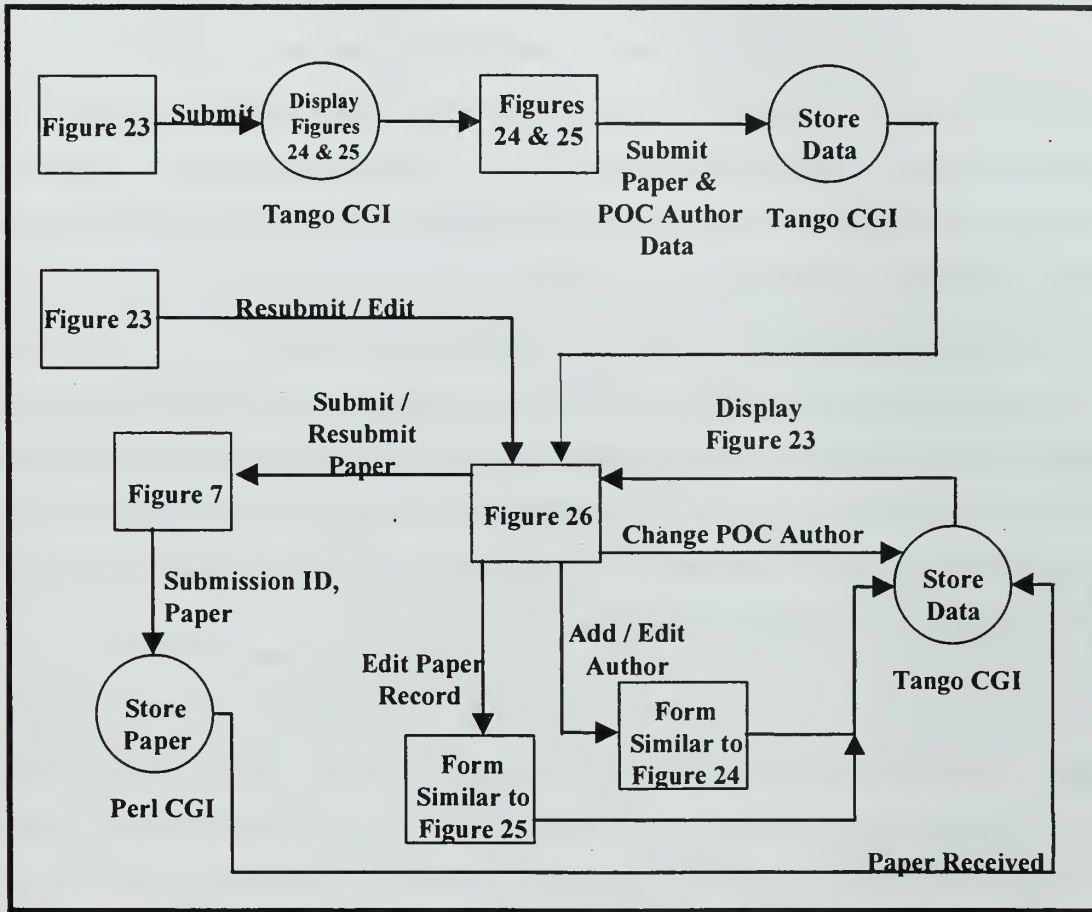 Figure 23
Submit
Display
Figures
24 & 25
Tango CGI
Figures
24 & 25
Submit
Paper &
POC Author
Data
Store
Data
Tango CGI
Figure 23
Resubmit / Edit
Submit /
Resubmit
Paper
Display
Figure 23
Figure 7
Figure 26
Change POC Author
Store
Data
Tango CGI
Submission ID,
Paper
Edit Paper
Record
Add / Edit
Author
Store
Paper
Perl CGI
Form
Similar to
Figure 25
Form
Similar to
Figure 24
Paper Received